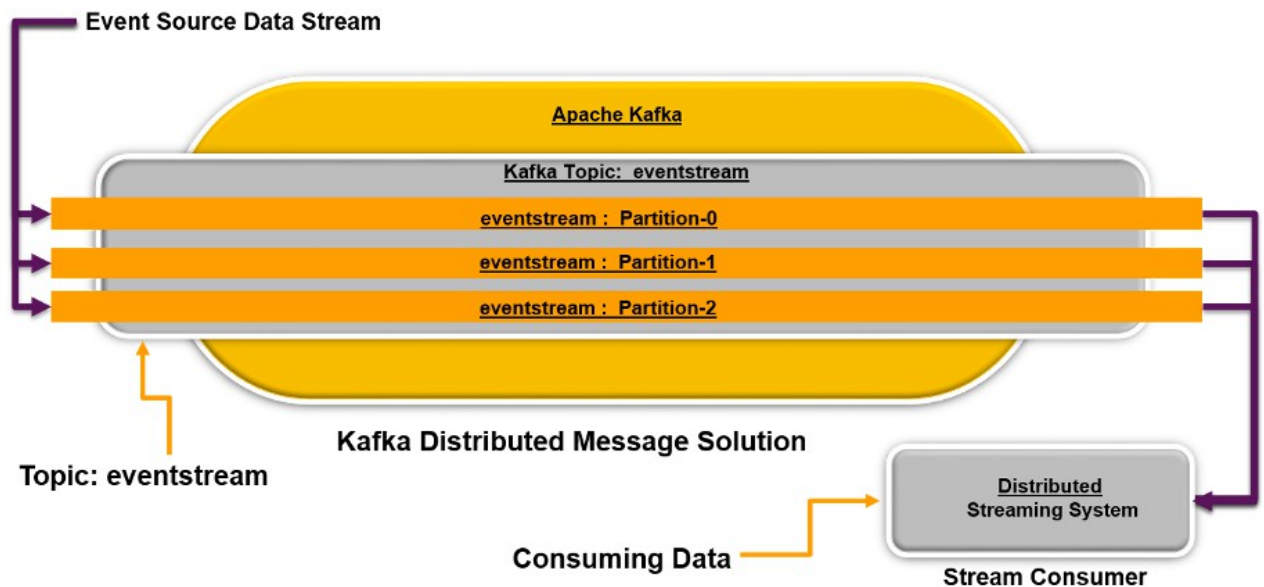 Event Source Data Stream
Apache Kafka
Kafka Topic: eventstream
eventstream : Partition-0
eventstream : Partition-1
eventstream : Partition-2
Kafka Distributed Message Solution
Topic: eventstream
Distributed
Streaming System
Consuming Data
Stream Consumer